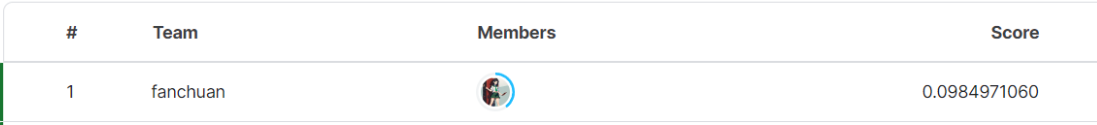 # Team Members Score
1 fanchuan 0.0984971060